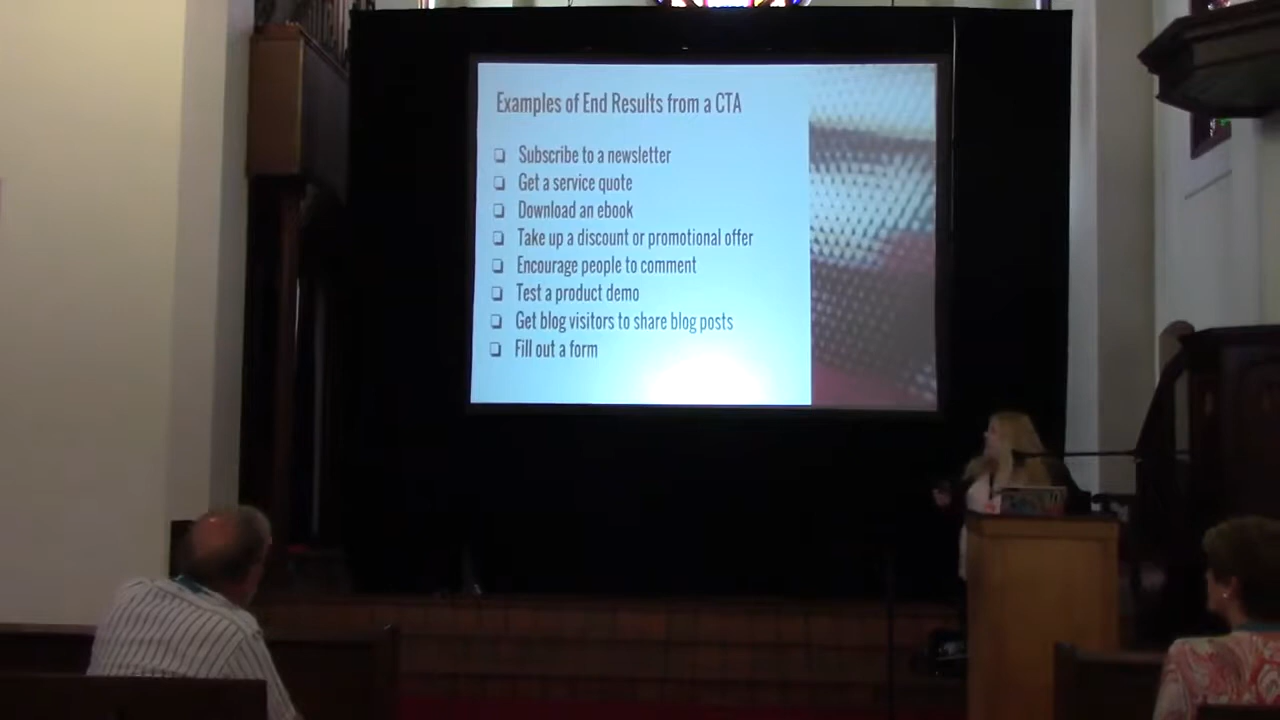 Examples of End Results from a CTA
❏ Subscribe to a newsletter
❏ Get a service quote
❏ Download an ebook
❏ Take up a discount or promotional offer
❏ Encourage people to comment
❏ Test a product demo
❏ Get blog visitors to share blog posts
❏ Fill out a form